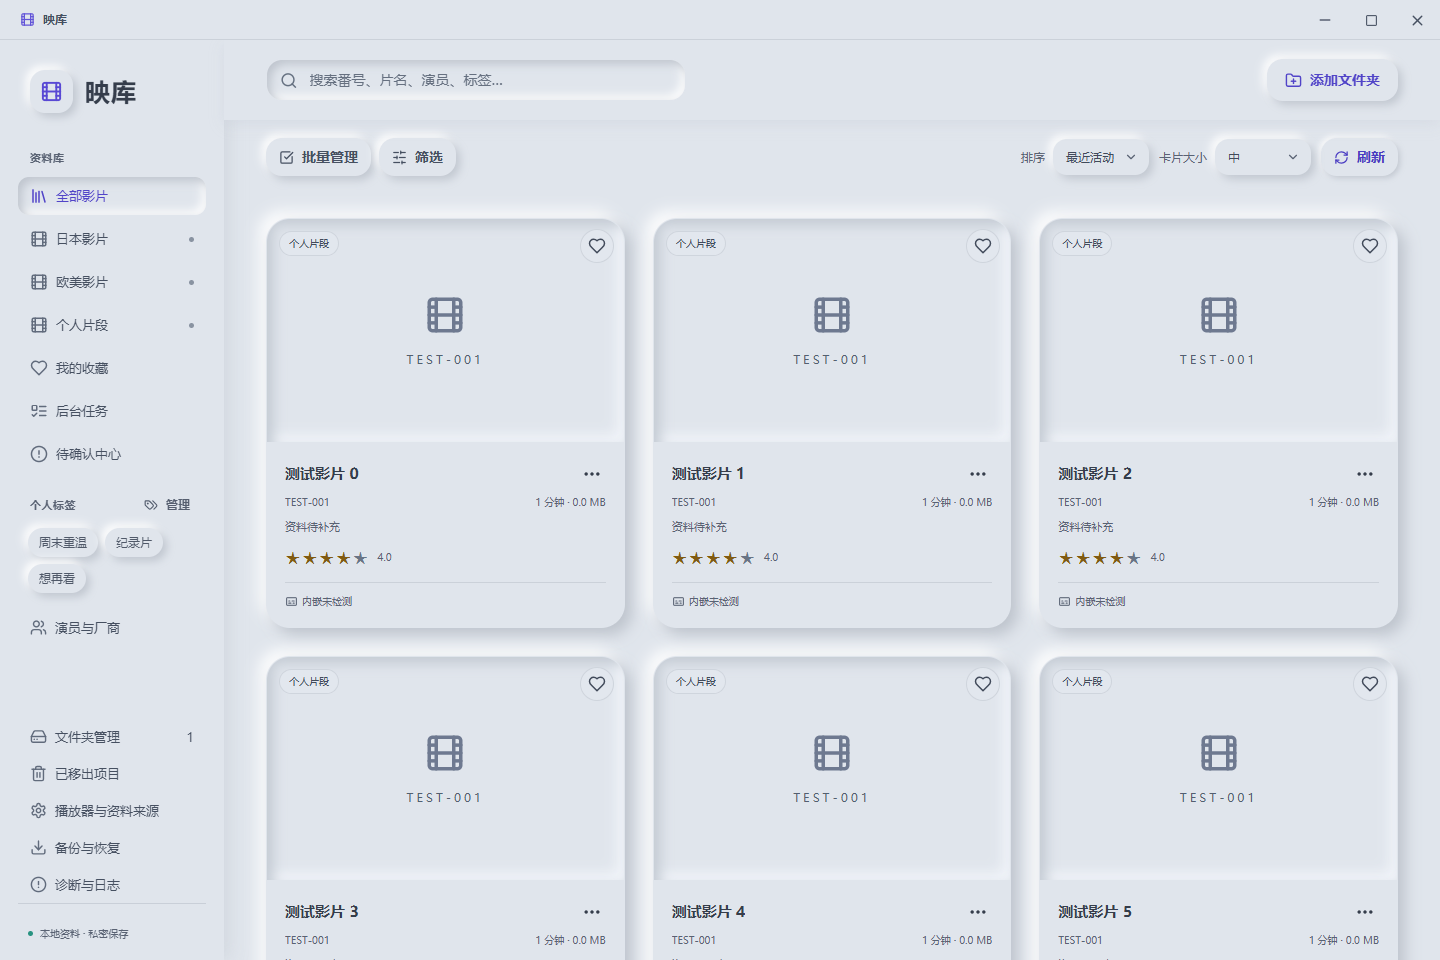 映库
映库
搜索番号、片名、演员、标签...
添加文件夹
资料库
全部影片
日本影片
欧美影片
个人片段
我的收藏
后台任务
待确认中心
个人标签 管理
周末重温 纪录片
想再看
演员与厂商
文件夹管理 1
已移出项目
播放器与资料来源
备份与恢复
诊断与日志
本地资料 · 私密保存
批量管理 筛选 排序 最近活动 卡片大小 中 刷新
个人片段
TEST-001
测试影片 0
TEST-001 1 分钟 · 0.0 MB
资料待补充
★★★★★ 4.0
内嵌未检测
个人片段
TEST-001
测试影片 1
TEST-001 1 分钟 · 0.0 MB
资料待补充
★★★★★ 4.0
内嵌未检测
个人片段
TEST-001
测试影片 2
TEST-001 1 分钟 · 0.0 MB
资料待补充
★★★★★ 4.0
内嵌未检测
个人片段
TEST-001
测试影片 3
TEST-001 1 分钟 · 0.0 MB
个人片段
TEST-001
测试影片 4
TEST-001 1 分钟 · 0.0 MB
个人片段
TEST-001
测试影片 5
TEST-001 1 分钟 · 0.0 MB